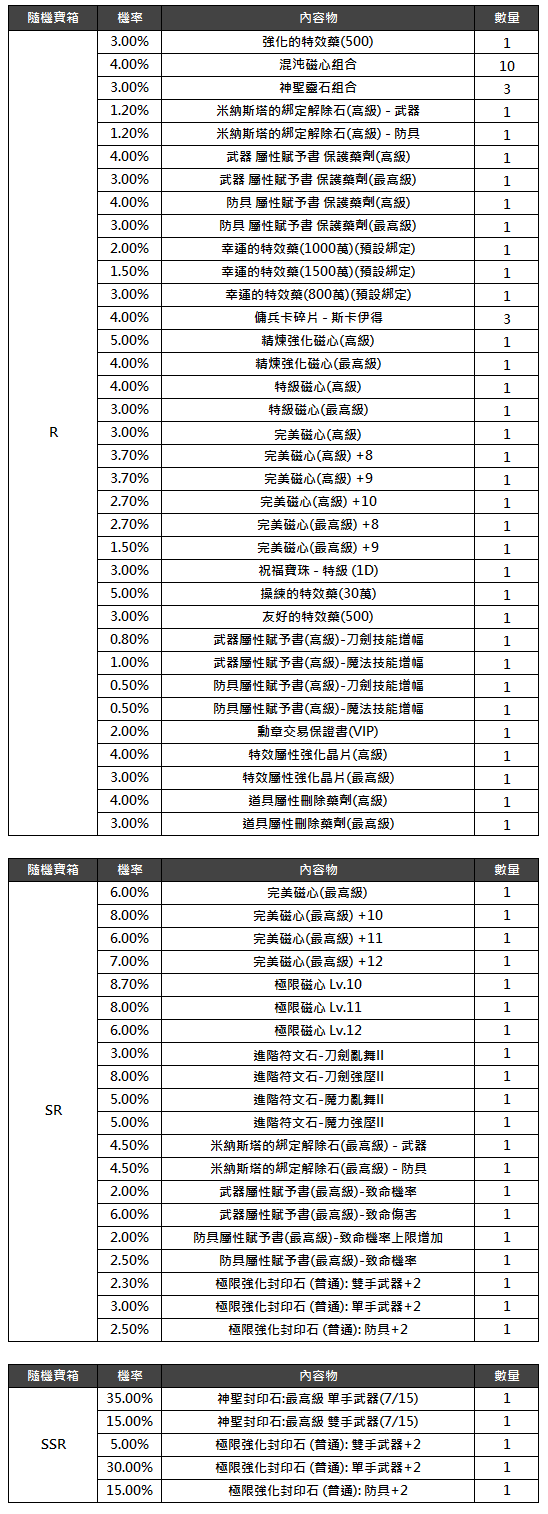 隨機寶箱 機率 內容物 數量
3.00% 強化的特效藥(500) 1
4.00% 混沌磁心組合 10
3.00% 神聖靈石組合 3
1.20% 米納斯塔的綁定解除石(高級) - 武器 1
1.20% 米納斯塔的綁定解除石(高級) - 防具 1
4.00% 武器 屬性賦予書 保護藥劑(高級) 1
3.00% 武器 屬性賦予書 保護藥劑(最高級) 1
4.00% 防具 屬性賦予書 保護藥劑(高級) 1
3.00% 防具 屬性賦予書 保護藥劑(最高級) 1
2.00% 幸運的特效藥(1000萬)(預設綁定) 1
1.50% 幸運的特效藥(1500萬)(預設綁定) 1
3.00% 幸運的特效藥(800萬)(預設綁定) 1
4.00% 傭兵卡碎片 - 斯卡伊得 3
5.00% 精煉強化磁心(高級) 1
4.00% 精煉強化磁心(最高級) 1
4.00% 特級磁心(高級) 1
3.00% 特級磁心(最高級) 1
R 3.00% 完美磁心(高級) 1
3.70% 完美磁心(高級) +8 1
3.70% 完美磁心(高級) +9 1
2.70% 完美磁心(高級) +10 1
2.70% 完美磁心(最高級) +8 1
1.50% 完美磁心(最高級) +9 1
3.00% 祝福寶珠 - 特級 (1D) 1
5.00% 操練的特效藥(30萬) 1
3.00% 友好的特效藥(500) 1
0.80% 武器屬性賦予書(高級)-刀劍技能增幅 1
1.00% 武器屬性賦予書(高級)-魔法技能增幅 1
0.50% 防具屬性賦予書(高級)-刀劍技能增幅 1
0.50% 防具屬性賦予書(高級)-魔法技能增幅 1
2.00% 勳章交易保證書(VIP) 1
4.00% 特效屬性強化晶片(高級) 1
3.00% 特效屬性強化晶片(最高級) 1
4.00% 道具屬性刪除藥劑(高級) 1
3.00% 道具屬性刪除藥劑(最高級) 1
隨機寶箱 機率 內容物 數量
6.00% 完美磁心(最高級) 1
8.00% 完美磁心(最高級) +10 1
6.00% 完美磁心(最高級) +11 1
7.00% 完美磁心(最高級) +12 1
8.70% 極限磁心 Lv.10 1
8.00% 極限磁心 Lv.11 1
6.00% 極限磁心 Lv.12 1
3.00% 進階符文石-刀劍亂舞II 1
8.00% 進階符文石-刀劍強壓II 1
5.00% 進階符文石-魔力亂舞II 1
SR
5.00% 進階符文石-魔力強壓II 1
4.50% 米納斯塔的綁定解除石(最高級) - 武器 1
4.50% 米納斯塔的綁定解除石(最高級) - 防具 1
2.00% 武器屬性賦予書(最高級)-致命機率 1
6.00% 武器屬性賦予書(最高級)-致命傷害 1
2.00% 防具屬性賦予書(最高級)-致命機率上限增加 1
2.50% 防具屬性賦予書(最高級)-致命機率 1
2.30% 極限強化封印石 (普通): 雙手武器+2 1
3.00% 極限強化封印石 (普通): 單手武器+2 1
2.50% 極限強化封印石 (普通): 防具+2 1
隨機寶箱 機率 內容物 數量
35.00% 神聖封印石:最高級 單手武器(7/15) 1
15.00% 神聖封印石:最高級 雙手武器(7/15) 1
SSR 5.00% 極限強化封印石 (普通): 雙手武器+2 1
30.00% 極限強化封印石 (普通): 單手武器+2 1
15.00% 極限強化封印石 (普通): 防具+2 1